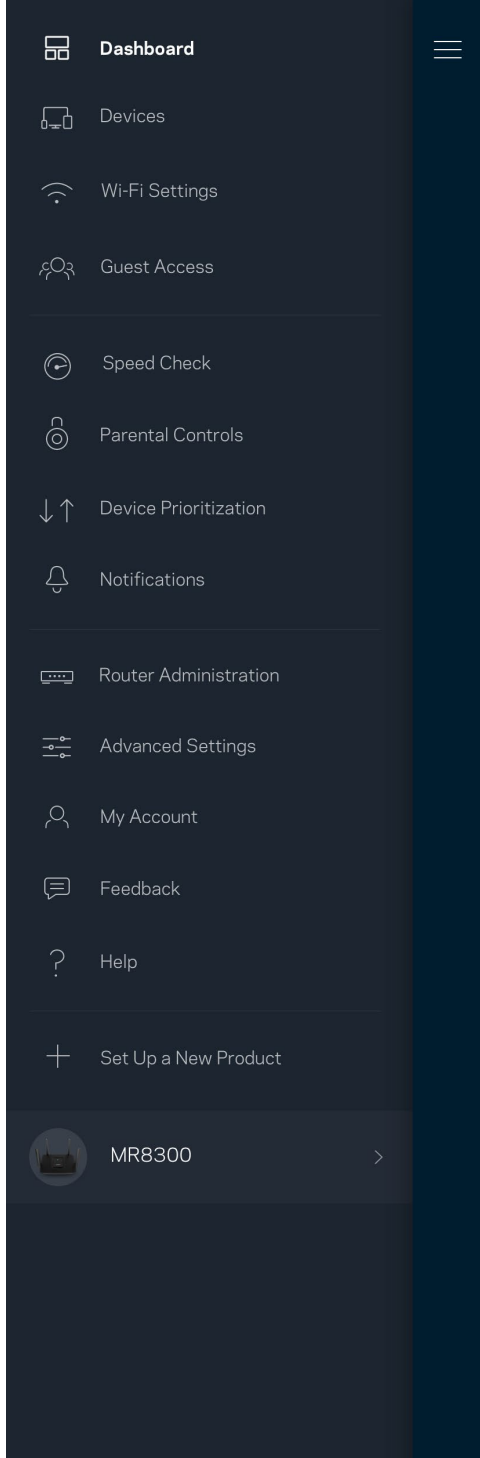 Dashboard
Devices
Wi-Fi Settings
Guest Access
Speed Check
Parental Controls
Device Prioritization
Notifications
Router Administration
Advanced Settings
My Account
Feedback
Help
Set Up a New Product
MR8300